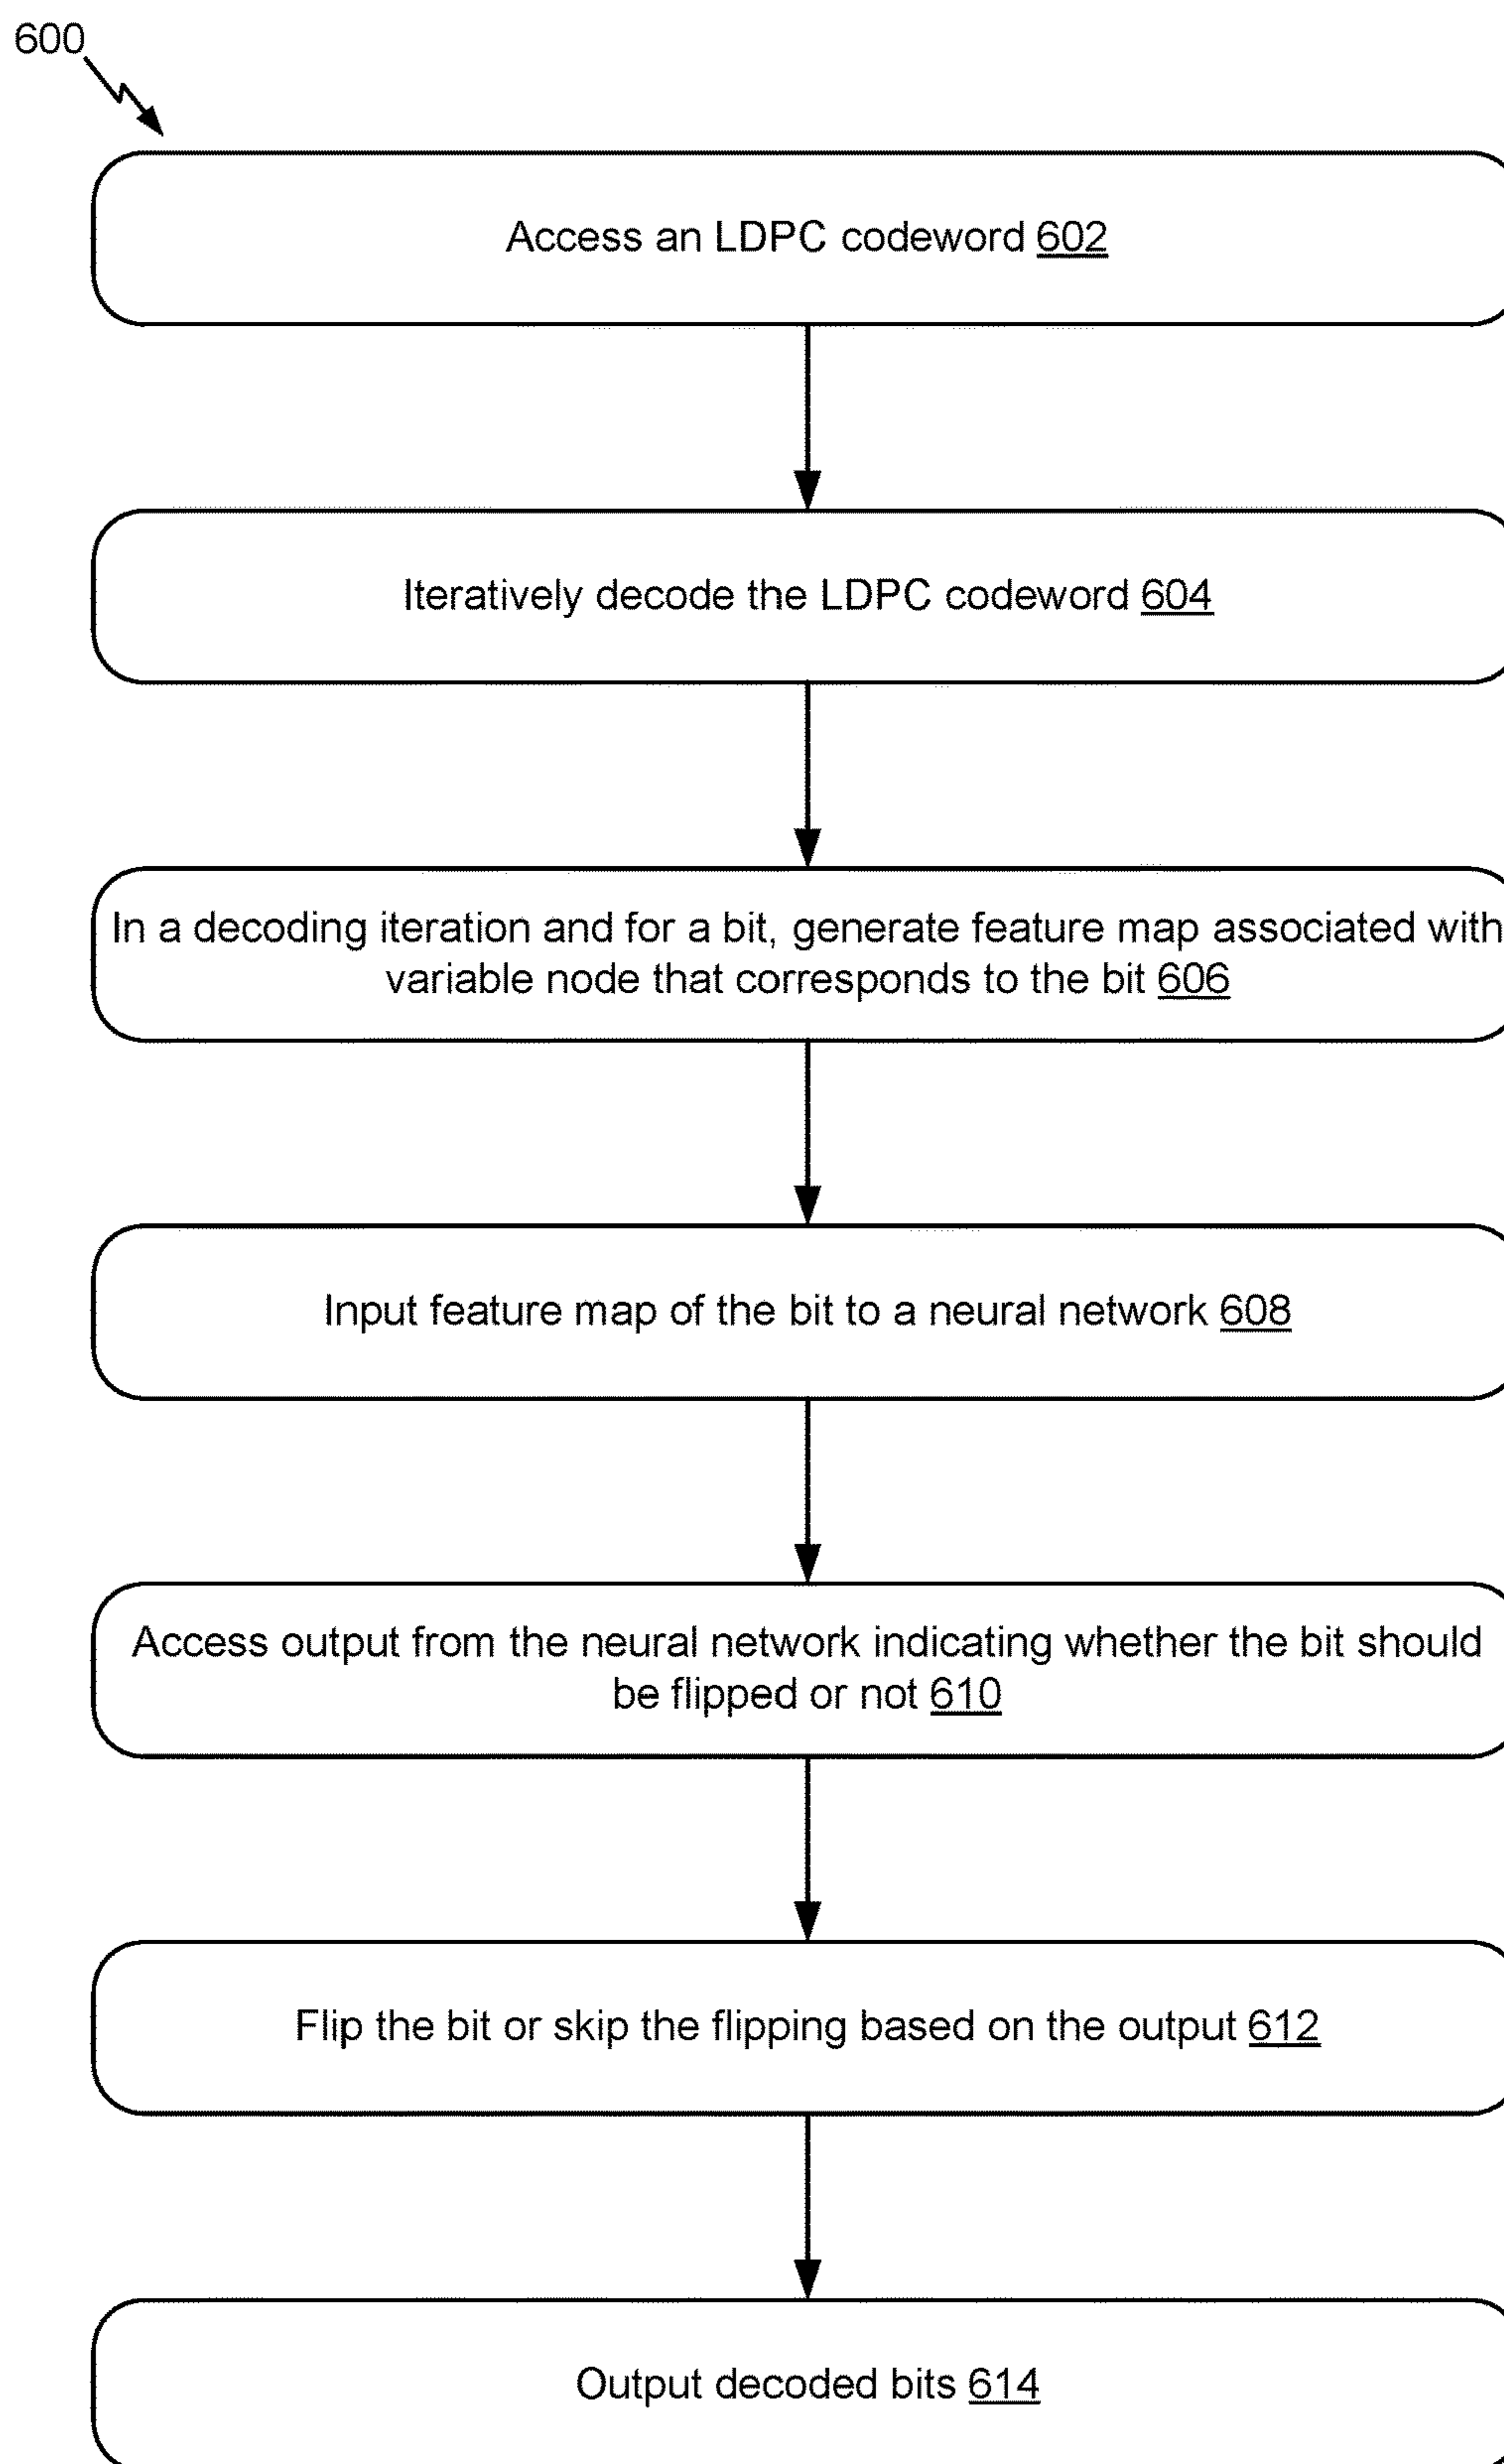 600
Access an LDPC codeword 602
Iteratively decode the LDPC codeword 604
In a decoding iteration and for a bit, generate feature map associated with
variable node that corresponds to the bit 606
Input feature map of the bit to a neural network 608
Access output from the neural network indicating whether the bit should
be flipped or not 610
Flip the bit or skip the flipping based on the output 612
Output decoded bits 614